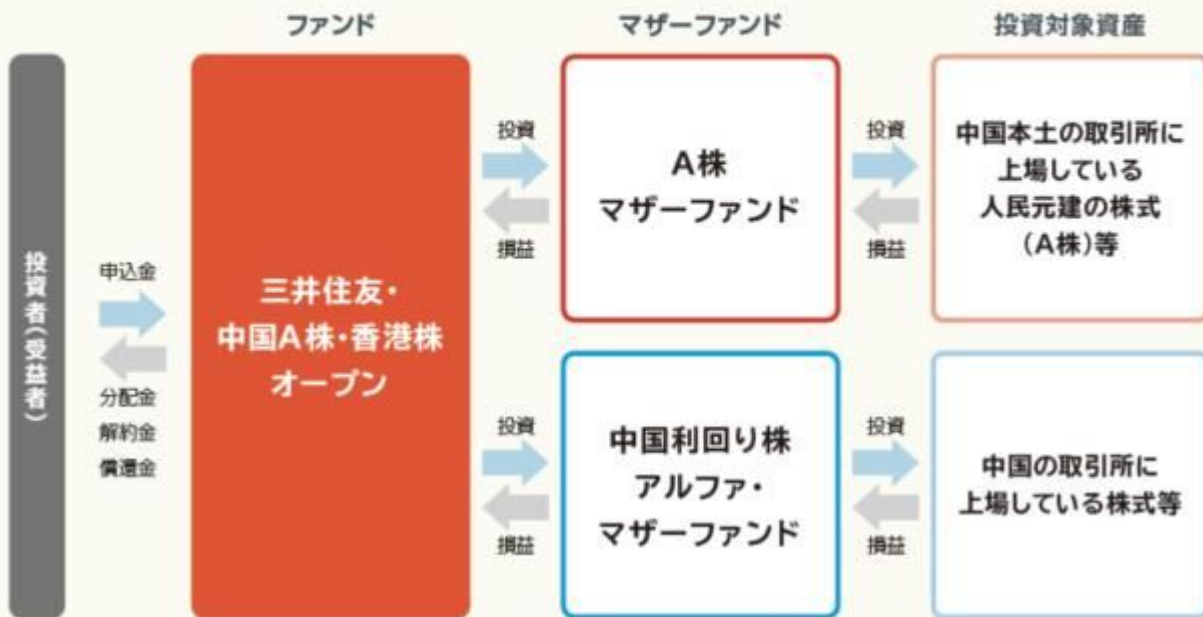 ファンド
マザーファンド
投資対象資産
投資者(受益者)
申込金
分配金
解約金
償還金
三井住友・
中国A株・香港株
オープン
投資
損益
A株
マザーファンド
投資
損益
中国本土の取引所に
上場している
人民元建の株式
(A株)等
投資
損益
中国利回り株
アルファ・
マザーファンド
投資
損益
中国の取引所に
上場している株式等